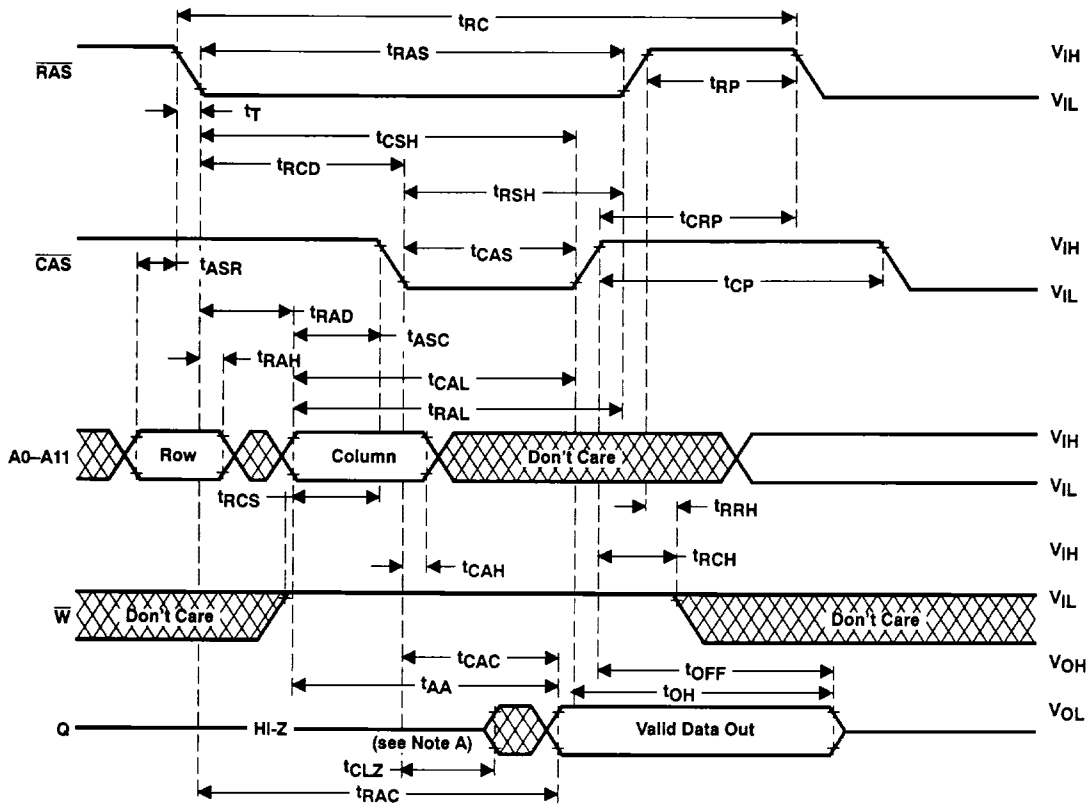 tRC
RAS
tRAS
VIH
tRP
VIL
tT
tCSH
tRCD
tRSH
tCRP
CAS
VIH
tASR
tCAS
tCP
VIL
tRAD
tASC
tRAH
tCAL
tRAL
A0–A11
Row
Column
Don't Care
VIH
VIL
tRCS
tRRH
VIH
tRCH
tCAH
W
Don't Care
VIL
Don't Care
tCAC
tOFF
VOH
tAA
tOH
VOL
Q
HI-Z
(see Note A)
Valid Data Out
tCLZ
tRAC